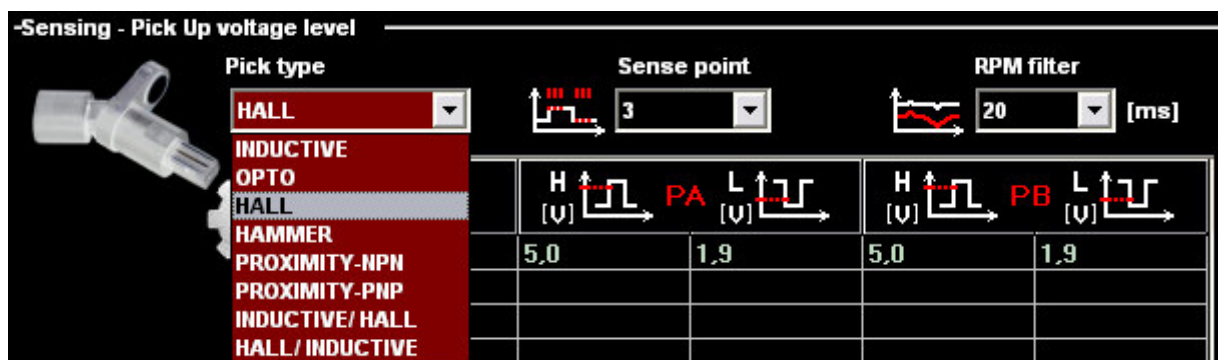 -Sensing - Pick Up voltage level
Pick type Sense point RPM filter
HALL 3 20 [ms]
INDUCTIVE
OPTO
HALL
HAMMER
PROXIMITY-NPN
PROXIMITY-PNP
INDUCTIVE/ HALL
HALL/ INDUCTIVE
H [V] PA L [V] H [V] PB L [V]
5,0 1,9 5,0 1,9